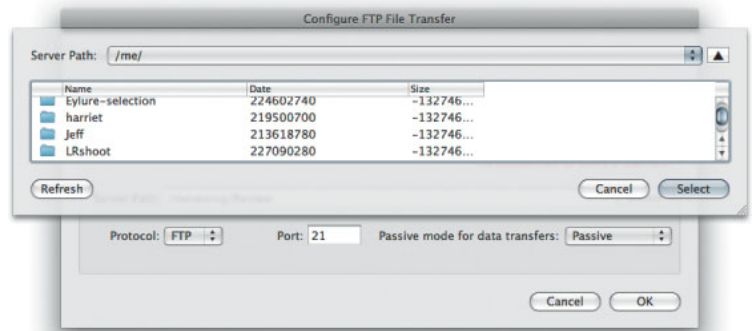 Configure FTP File Transfer
Server Path: /me/
Name Date Size
Eylure-selection 224602740 -132746...
harriet 219500700 -132746...
Jeff 213618780 -132746...
LRshoot 227090280 -132746...
Refresh Cancel Select
Protocol: FTP Port: 21 Passive mode for data transfers: Passive
Cancel OK